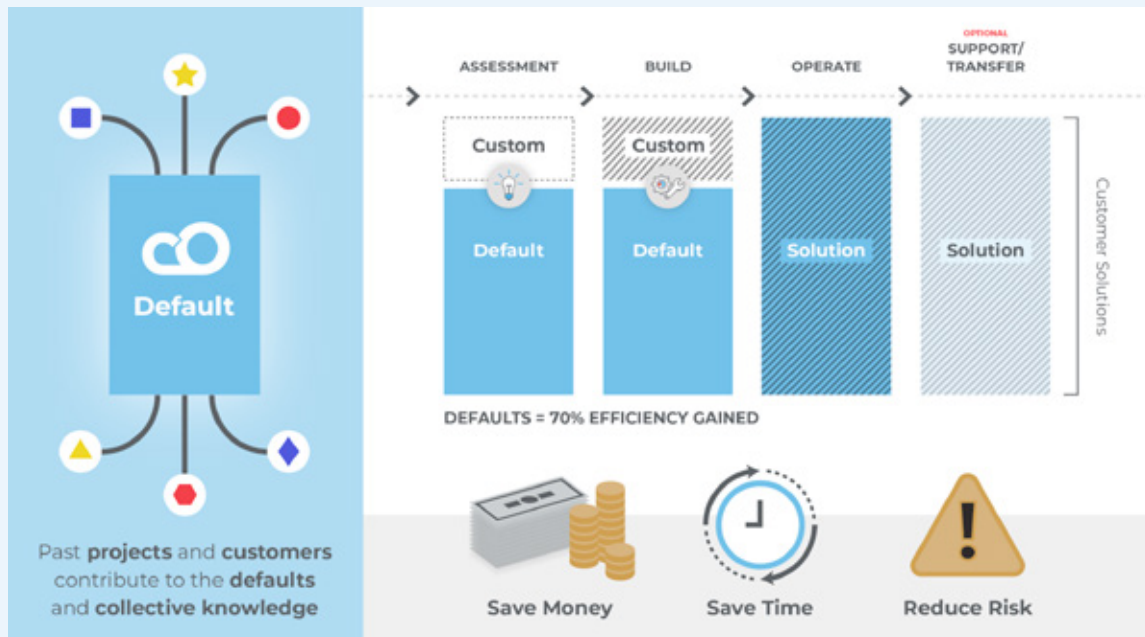 Default
Past projects and customers
contribute to the defaults
and collective knowledge
ASSESSMENT
BUILD
OPERATE
OPTIONAL
SUPPORT/
TRANSFER
Custom
Custom
Default
Default
Solution
Solution
Customer Solutions
DEFAULTS = 70% EFFICIENCY GAINED
Save Money
Save Time
Reduce Risk